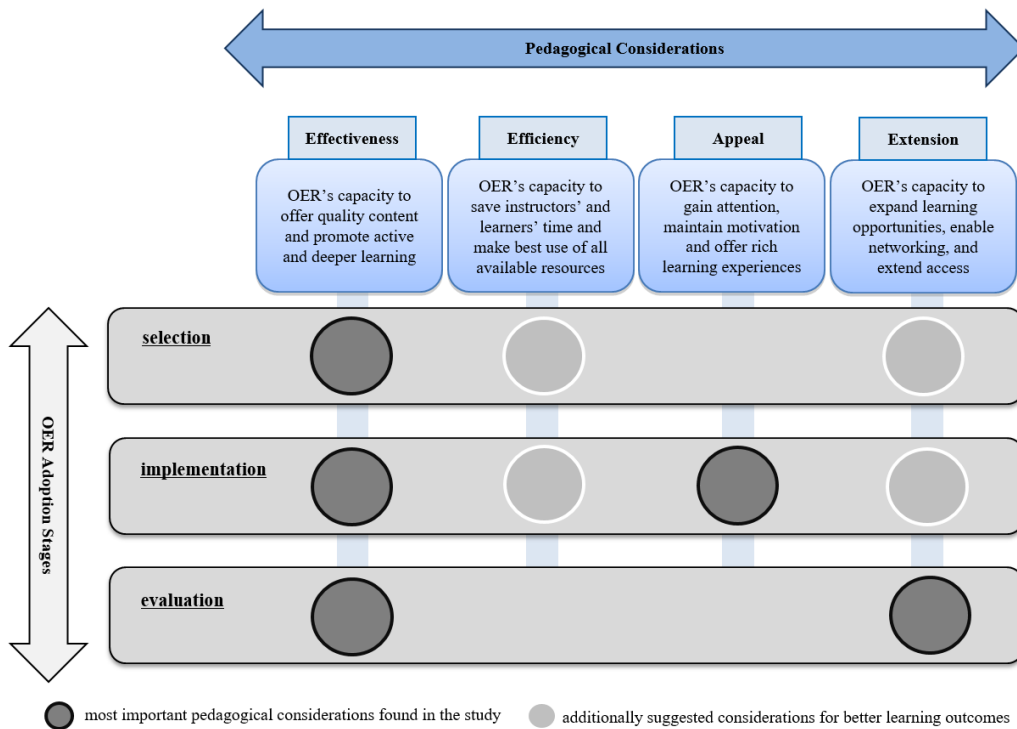 Pedagogical Considerations
Effectiveness
OER’s capacity to
offer quality content
and promote active
and deeper learning
Efficiency
OER’s capacity to
save instructors’ and
learners’ time and
make best use of all
available resources
Appeal
OER’s capacity to
gain attention,
maintain motivation
and offer rich
learning experiences
Extension
OER’s capacity to
expand learning
opportunities, enable
networking, and
extend access
OER Adoption Stages
selection
implementation
evaluation
most important pedagogical considerations found in the study
additionally suggested considerations for better learning outcomes